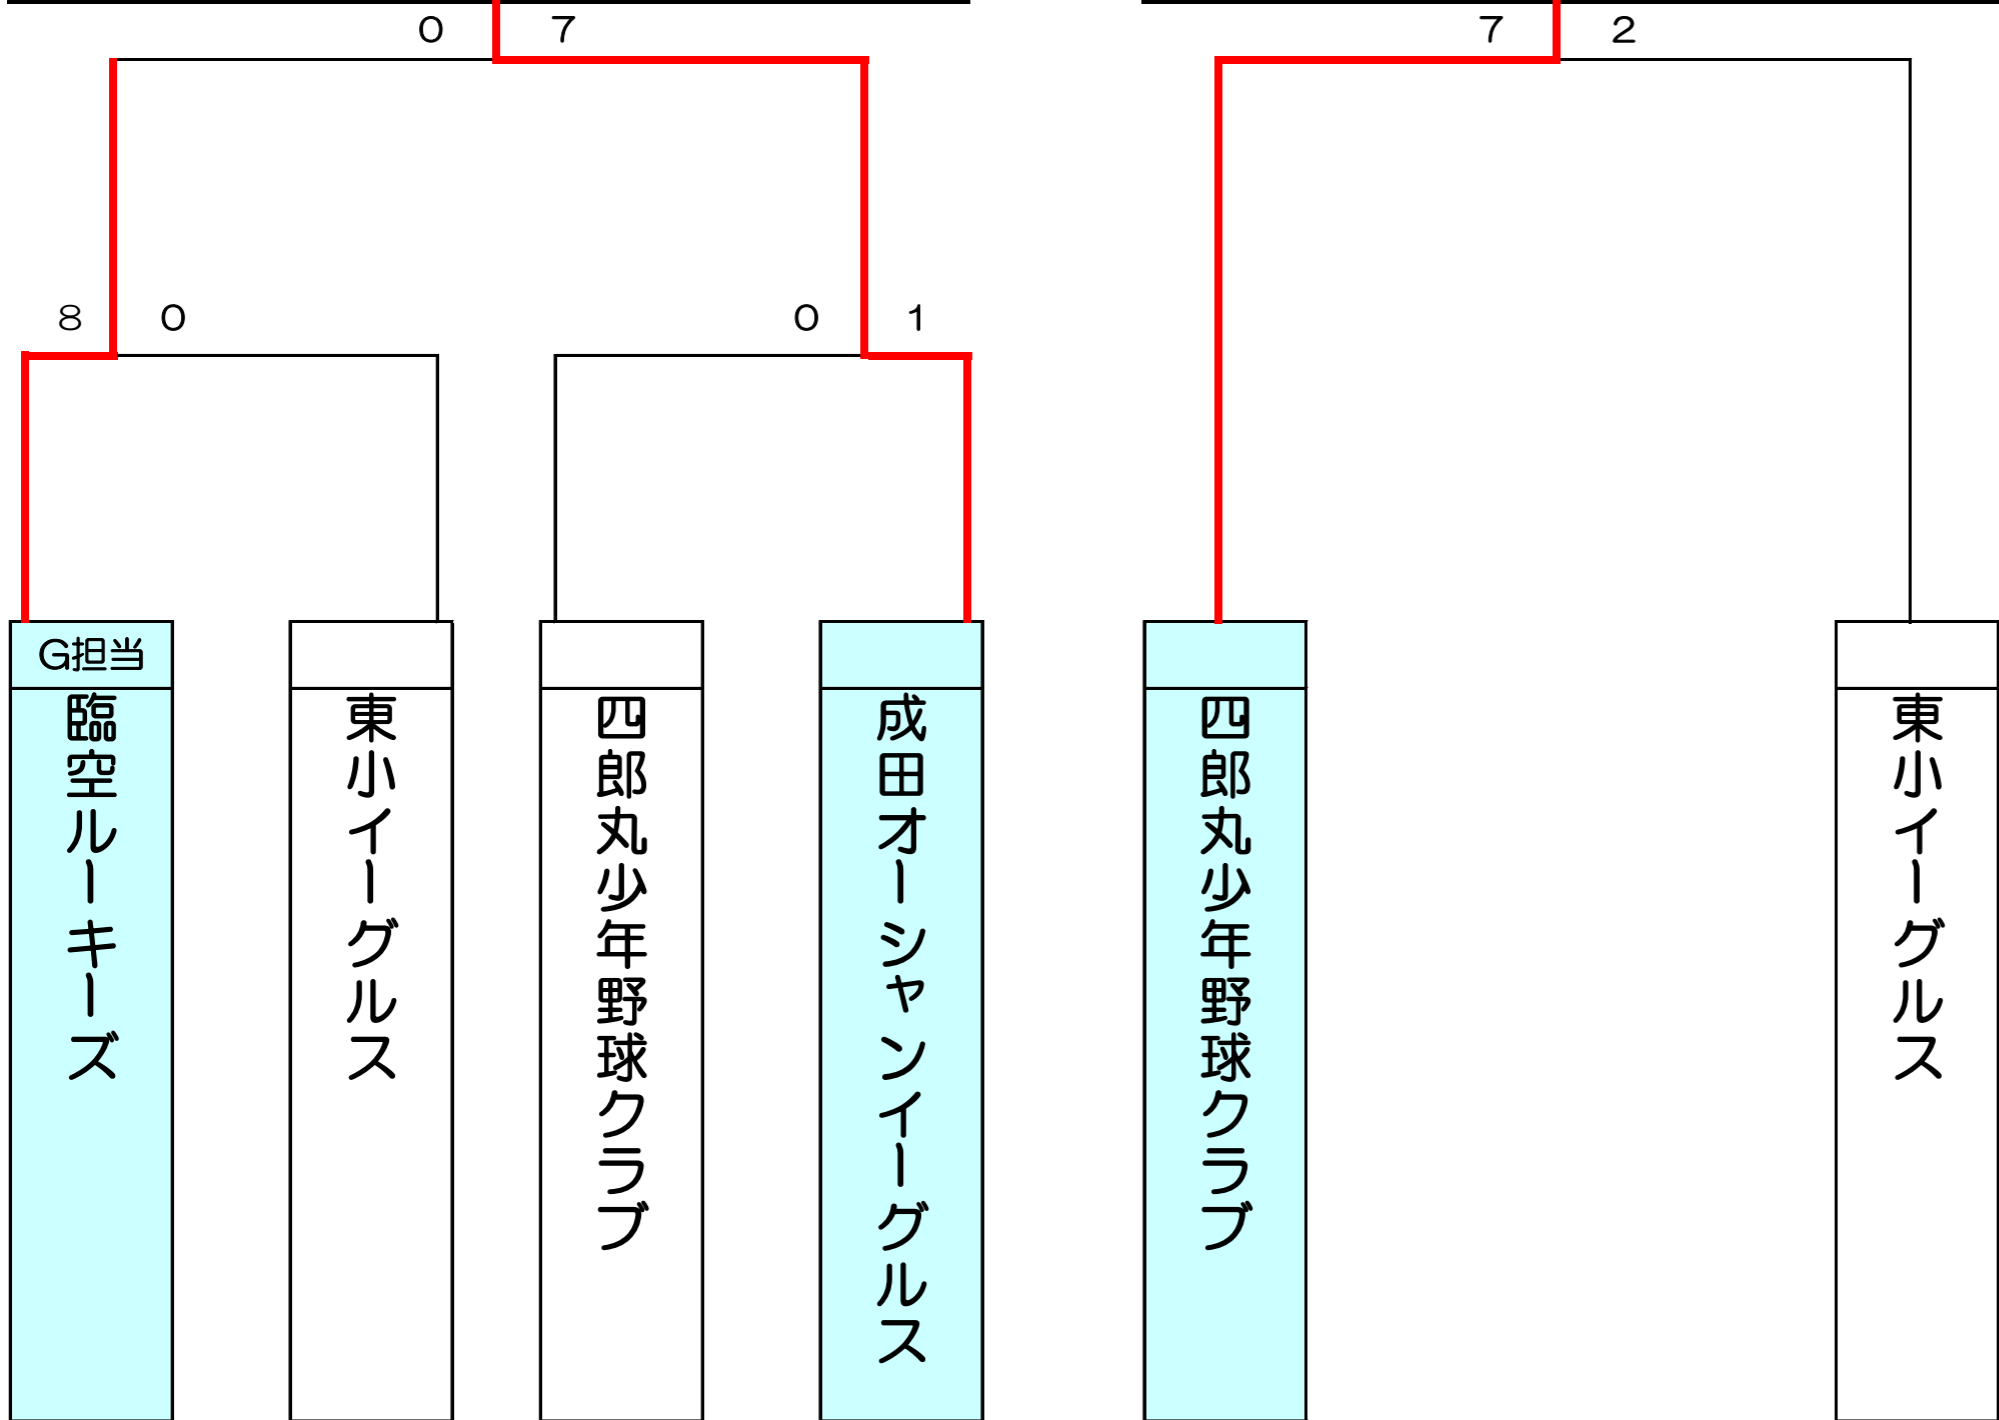 0 7
7 2
8 0
0 1
G担当
臨空ルーキーズ
東小イーグルス
四郎丸少年野球クラブ
成田オーシャンイーグルス
四郎丸少年野球クラブ
東小イーグルス